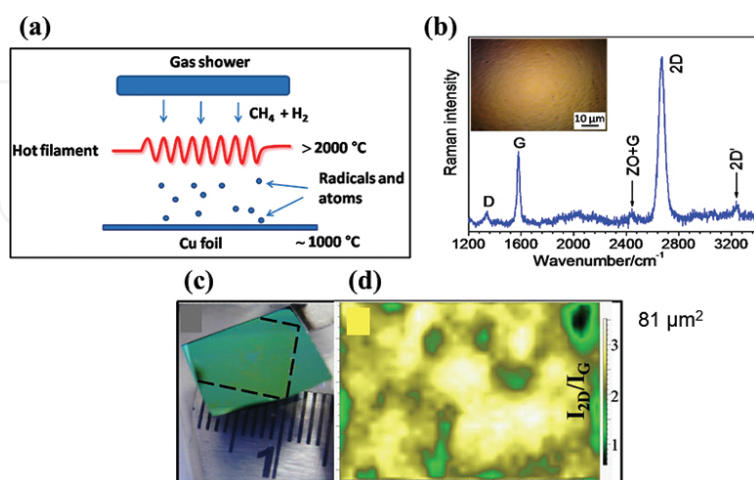 (a)
Gas shower
CH₄ + H₂
Hot filament
> 2000 °C
Radicals and
atoms
Cu foil
~ 1000 °C
(b)
Raman intensity
10 µm
D
G
ZO+G
2D
2D'
1200 1600 2000 2400 2800 3200
Wavenumber/cm⁻¹
(c)
1
(d)
I₂D/I_G
3
2
1
81 µm²